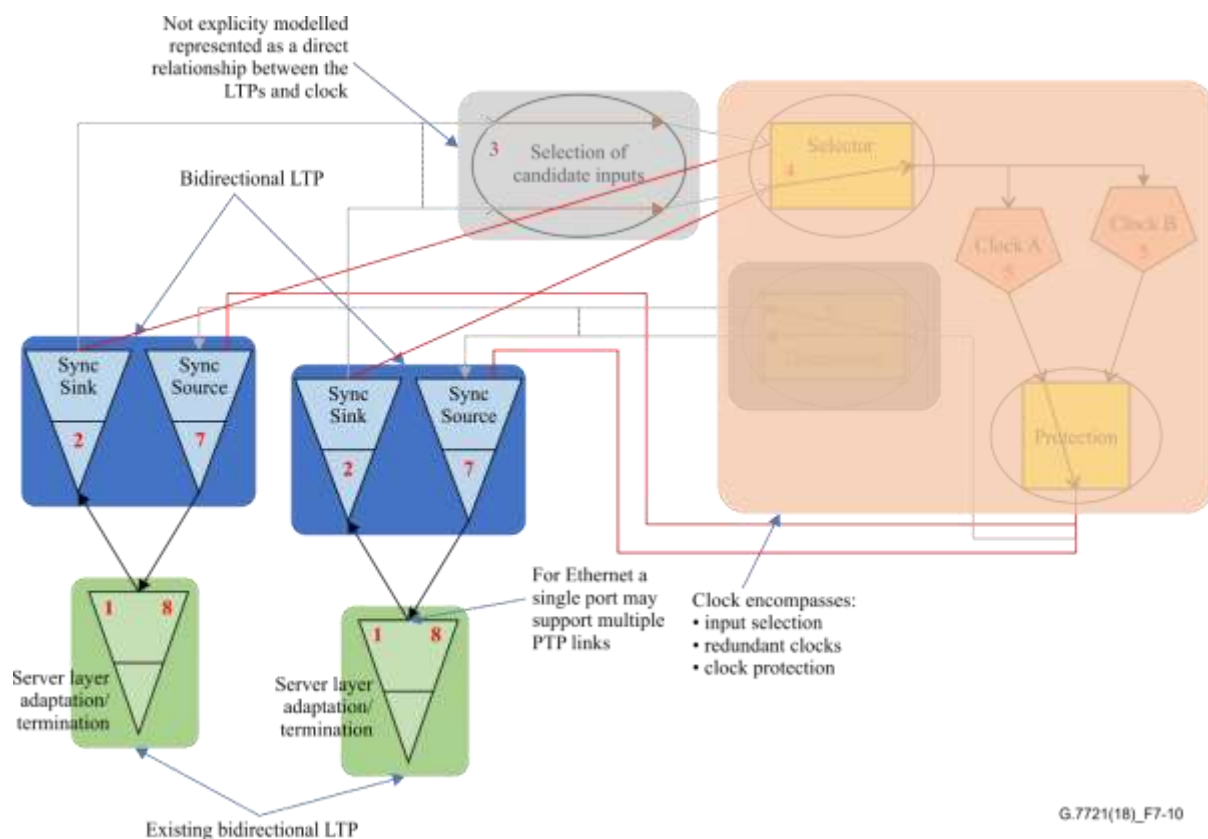 Not explicity modelled
represented as a direct
relationship between the
LTPs and clock
3
Selection of
candidate inputs
Selector
4
Bidirectional LTP
Clock A
5
Clock B
5
Sync
Sink
2
Sync
Source
7
Sync
Sink
2
Sync
Source
7
Protection
1 8
Server layer
adaptation/
termination
For Ethernet a
single port may
support multiple
PTP links
1 8
Server layer
adaptation/
termination
Clock encompasses:
• input selection
• redundant clocks
• clock protection
Existing bidirectional LTP
G.7721(18)_F7-10